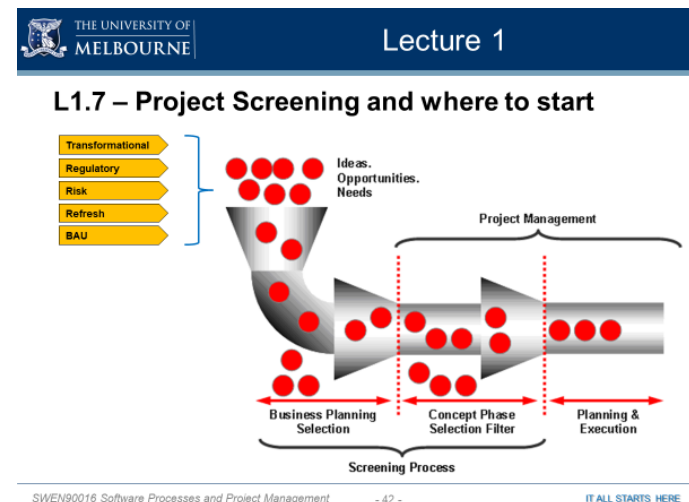 THE UNIVERSITY OF
MELBOURNE
Lecture 1
L1.7 – Project Screening and where to start
Transformational
Regulatory
Risk
Refresh
BAU
Ideas.
Opportunities.
Needs
Project Management
Business Planning
Selection
Concept Phase
Selection Filter
Planning &
Execution
Screening Process
SWEN90016 Software Processes and Project Management
- 42 -
IT ALL STARTS HERE